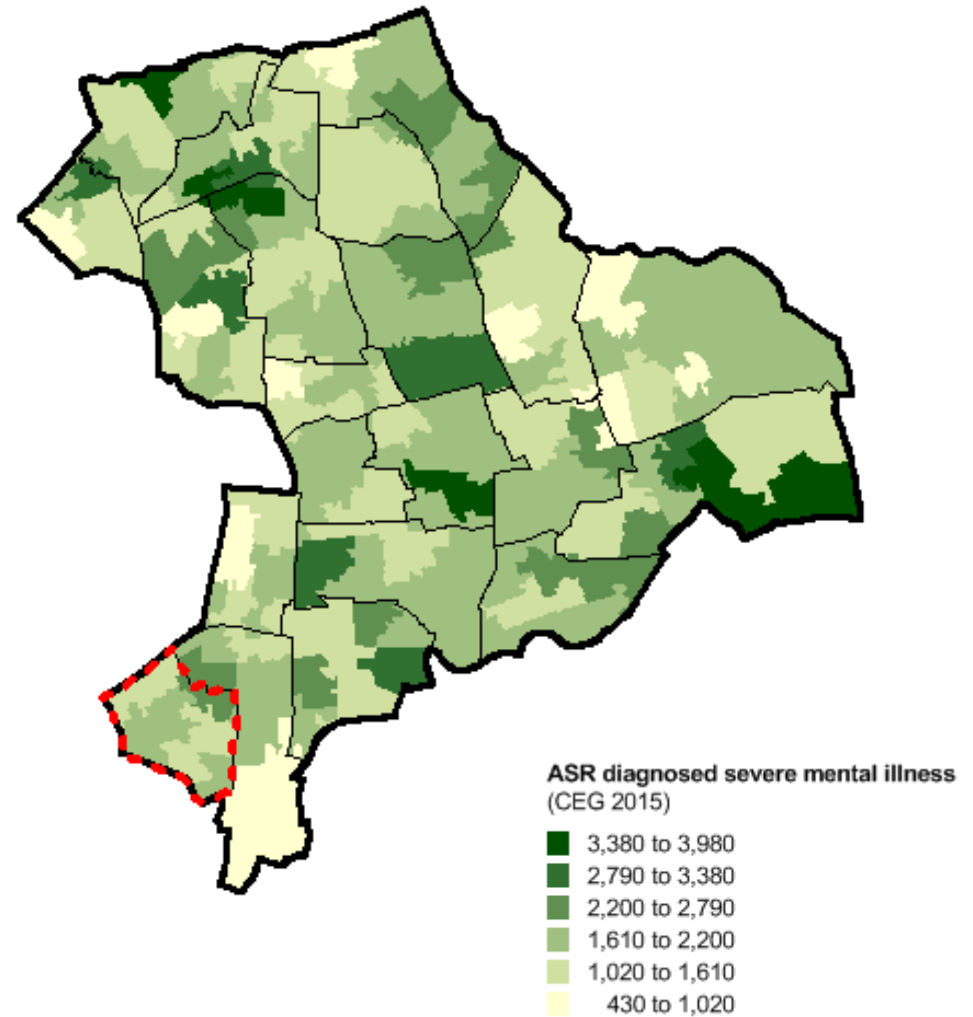 ASR diagnosed severe mental illness
(CEG 2015)
3,380 to 3,980
2,790 to 3,380
2,200 to 2,790
1,610 to 2,200
1,020 to 1,610
430 to 1,020